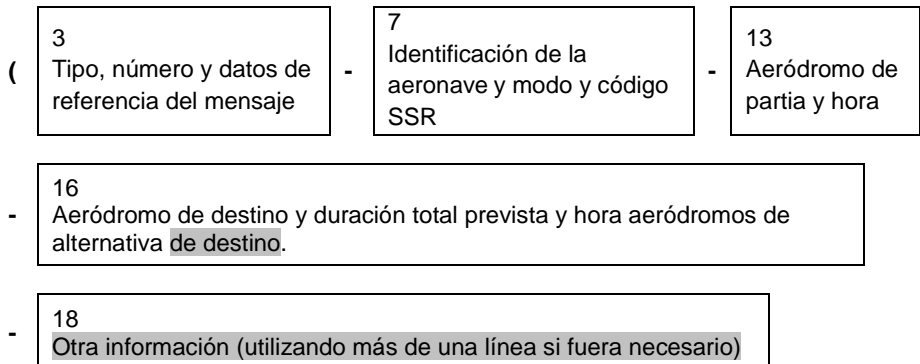 3
7
13
(
Tipo, número y datos de
referencia del mensaje
-
Identificación de la
aeronave y modo y código
SSR
-
Aeródromo de
partia y hora
16
-
Aeródromo de destino y duración total prevista y hora aeródromos de
alternativa de destino.
18
-
Otra información (utilizando más de una línea si fuera necesario)